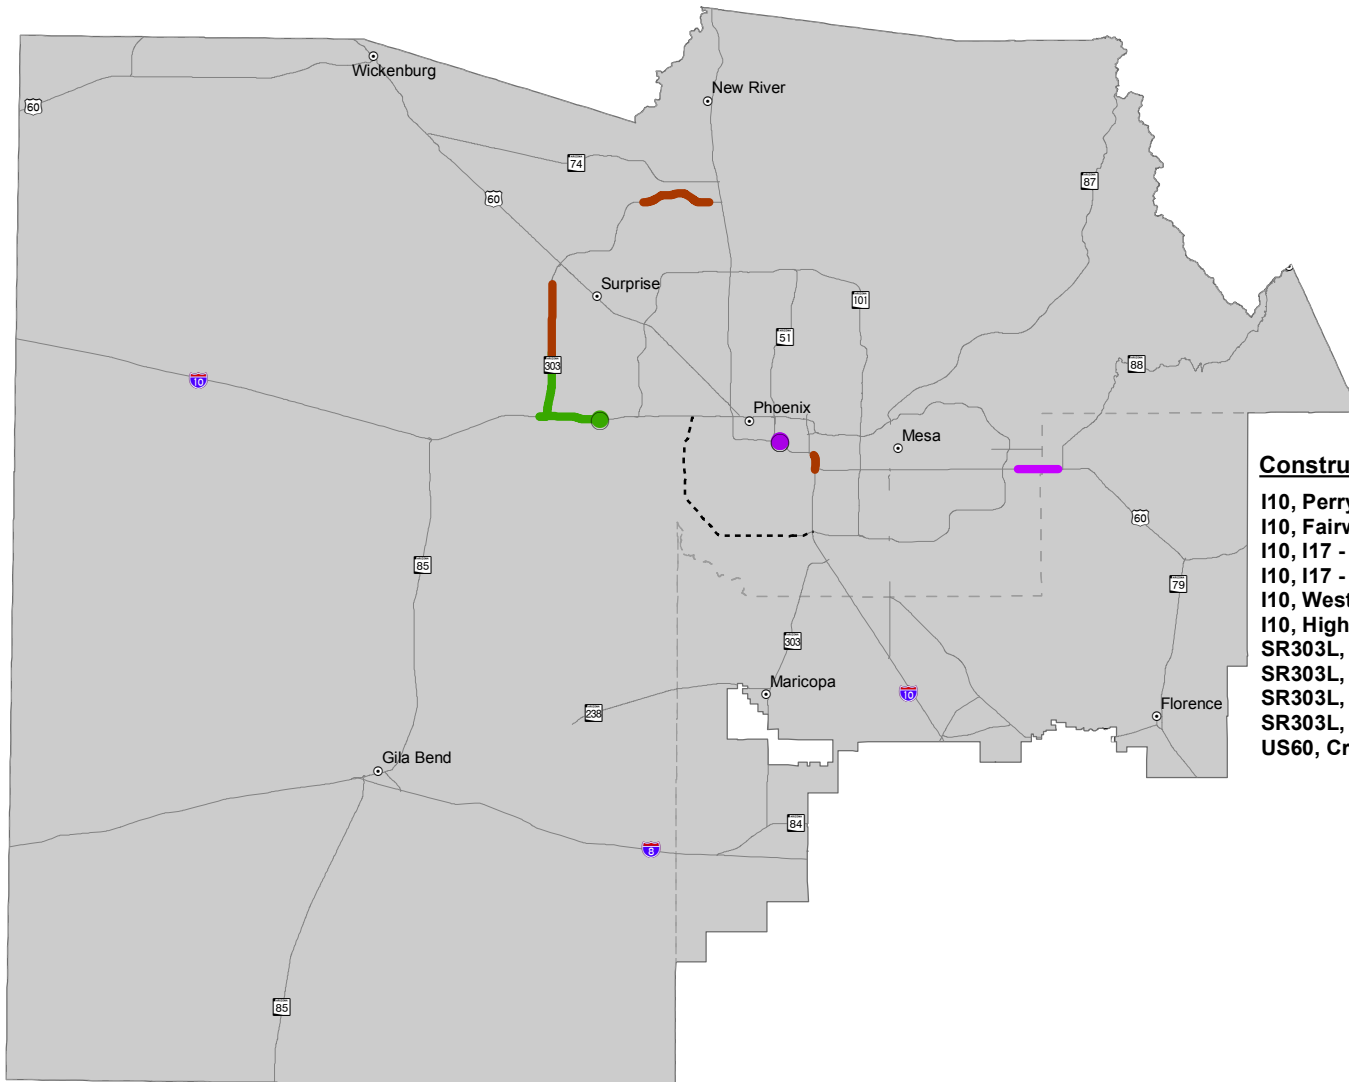 Wickenburg
New River
60
74
87
60
Surprise
101
51
303
88
10
Phoenix
Mesa
Constru
I10, Perry
I10, Fairv
I10, I17 -
I10, I17 -
I10, West
I10, High
SR303L,
SR303L,
SR303L,
SR303L,
US60, Cr
60
85
79
303
Maricopa
10
238
Florence
Gila Bend
84
8
85